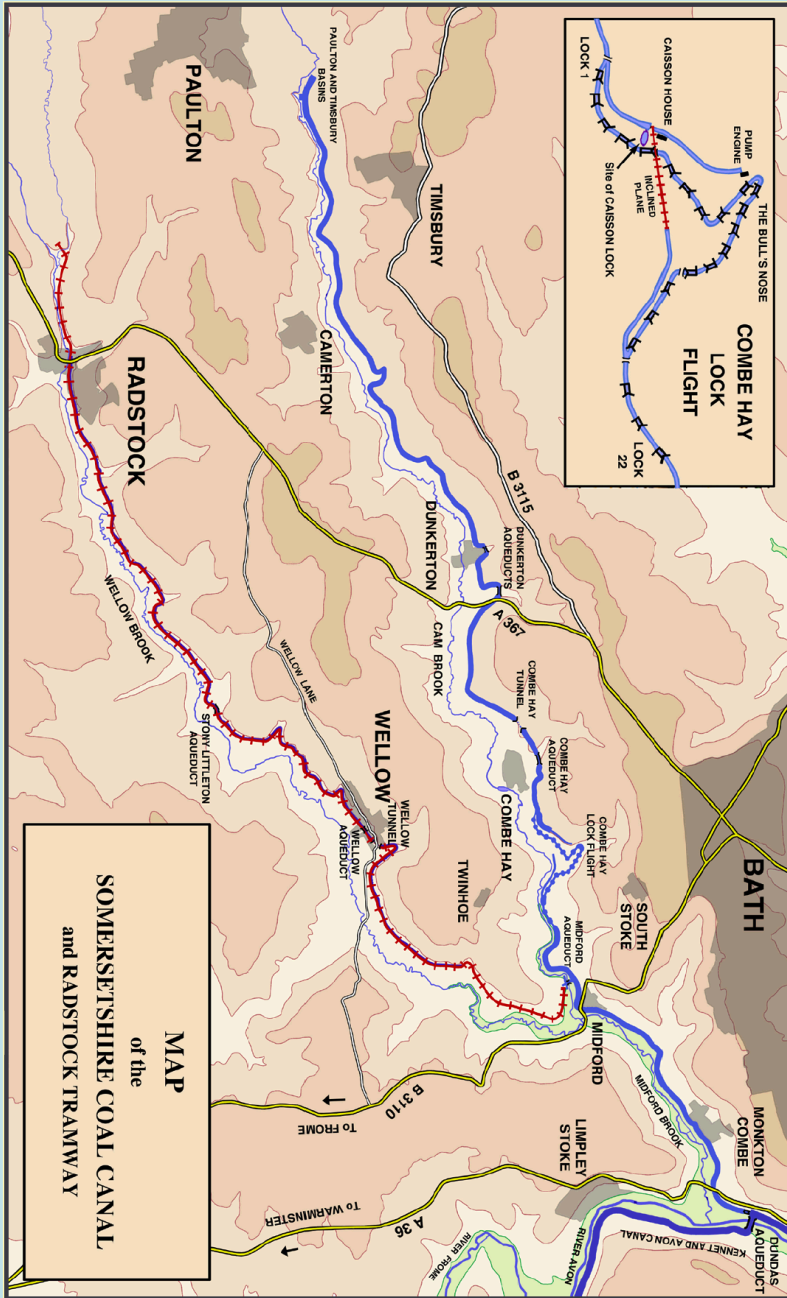 COMBE HAY
LOCK
FLIGHT
LOCK 1
CAISSON HOUSE
PUMP
ENGINE
THE BULL'S NOSE
INCLINED
PLANE
Site of CAISSON LOCK
LOCK
22
PAULTON
PAULTON AND TIMSBURY
BASINS
TIMSBURY
CAMERTON
RADSTOCK
B 3115
DUNKERTON
DUNKERTON
AQUEDUCTS
A 367
CAM BROOK
WELLOW BROOK
WELLOW LANE
STONY LITTLETON
AQUEDUCT
COMBE HAY
TUNNEL
COMBE HAY
AQUEDUCT
COMBE HAY
COMBE HAY
LOCK FLIGHT
WELLOW
WELLOW
TUNNEL
WELLOW
AQUEDUCT
TWINHOE
BATH
SOUTH
STOKE
MIDFORD
AQUEDUCT
MIDFORD
MIDFORD BROOK
MONKTON
COMBE
LIMPLEY
STOKE
B 3110
To FROME
A 36
To WARMINSTER
RIVER FROME
RIVER AVON
KENNET AND AVON CANAL
DUNDAS
AQUEDUCT
MAP
of the
SOMERSETSHIRE COAL CANAL
and RADSTOCK TRAMWAY